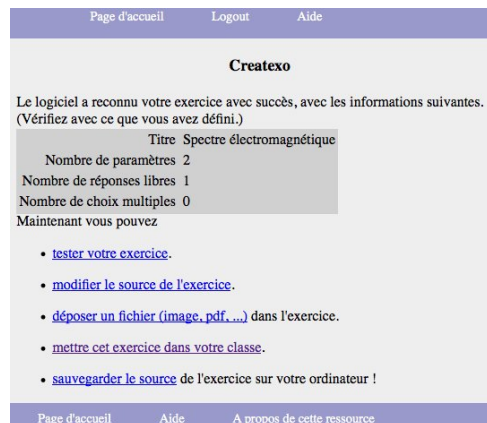 Page d'accueil Logout Aide
Createxo
Le logiciel a reconnu votre exercice avec succès, avec les informations suivantes.
(Vérifiez avec ce que vous avez défini.)
Titre Spectre électromagnétique
Nombre de paramètres 2
Nombre de réponses libres 1
Nombre de choix multiples 0
Maintenant vous pouvez
• tester votre exercice.
• modifier le source de l'exercice.
• déposer un fichier (image, pdf, ...) dans l'exercice.
• mettre cet exercice dans votre classe.
• sauvegarder le source de l'exercice sur votre ordinateur !
Page d'accueil Aide A propos de cette ressource